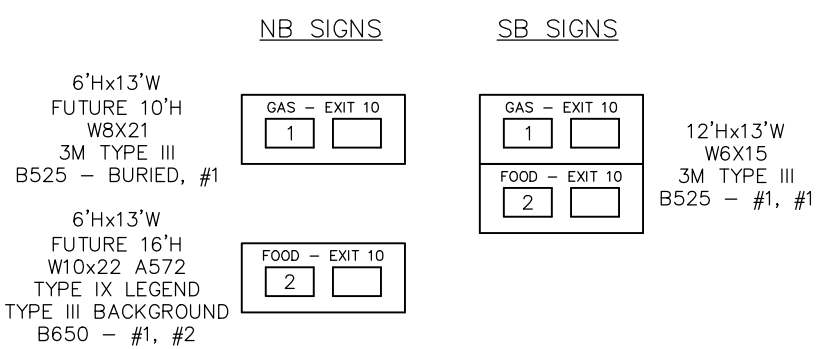 NB SIGNS
SB SIGNS
6'Hx13'W
FUTURE 10'H
W8X21
3M TYPE III
B525 – BURIED, #1
GAS – EXIT 10
1
6'Hx13'W
FUTURE 16'H
W10x22 A572
TYPE IX LEGEND
TYPE III BACKGROUND
B650 – #1, #2
FOOD – EXIT 10
2
GAS – EXIT 10
1
FOOD – EXIT 10
2
12'Hx13'W
W6X15
3M TYPE III
B525 – #1, #1